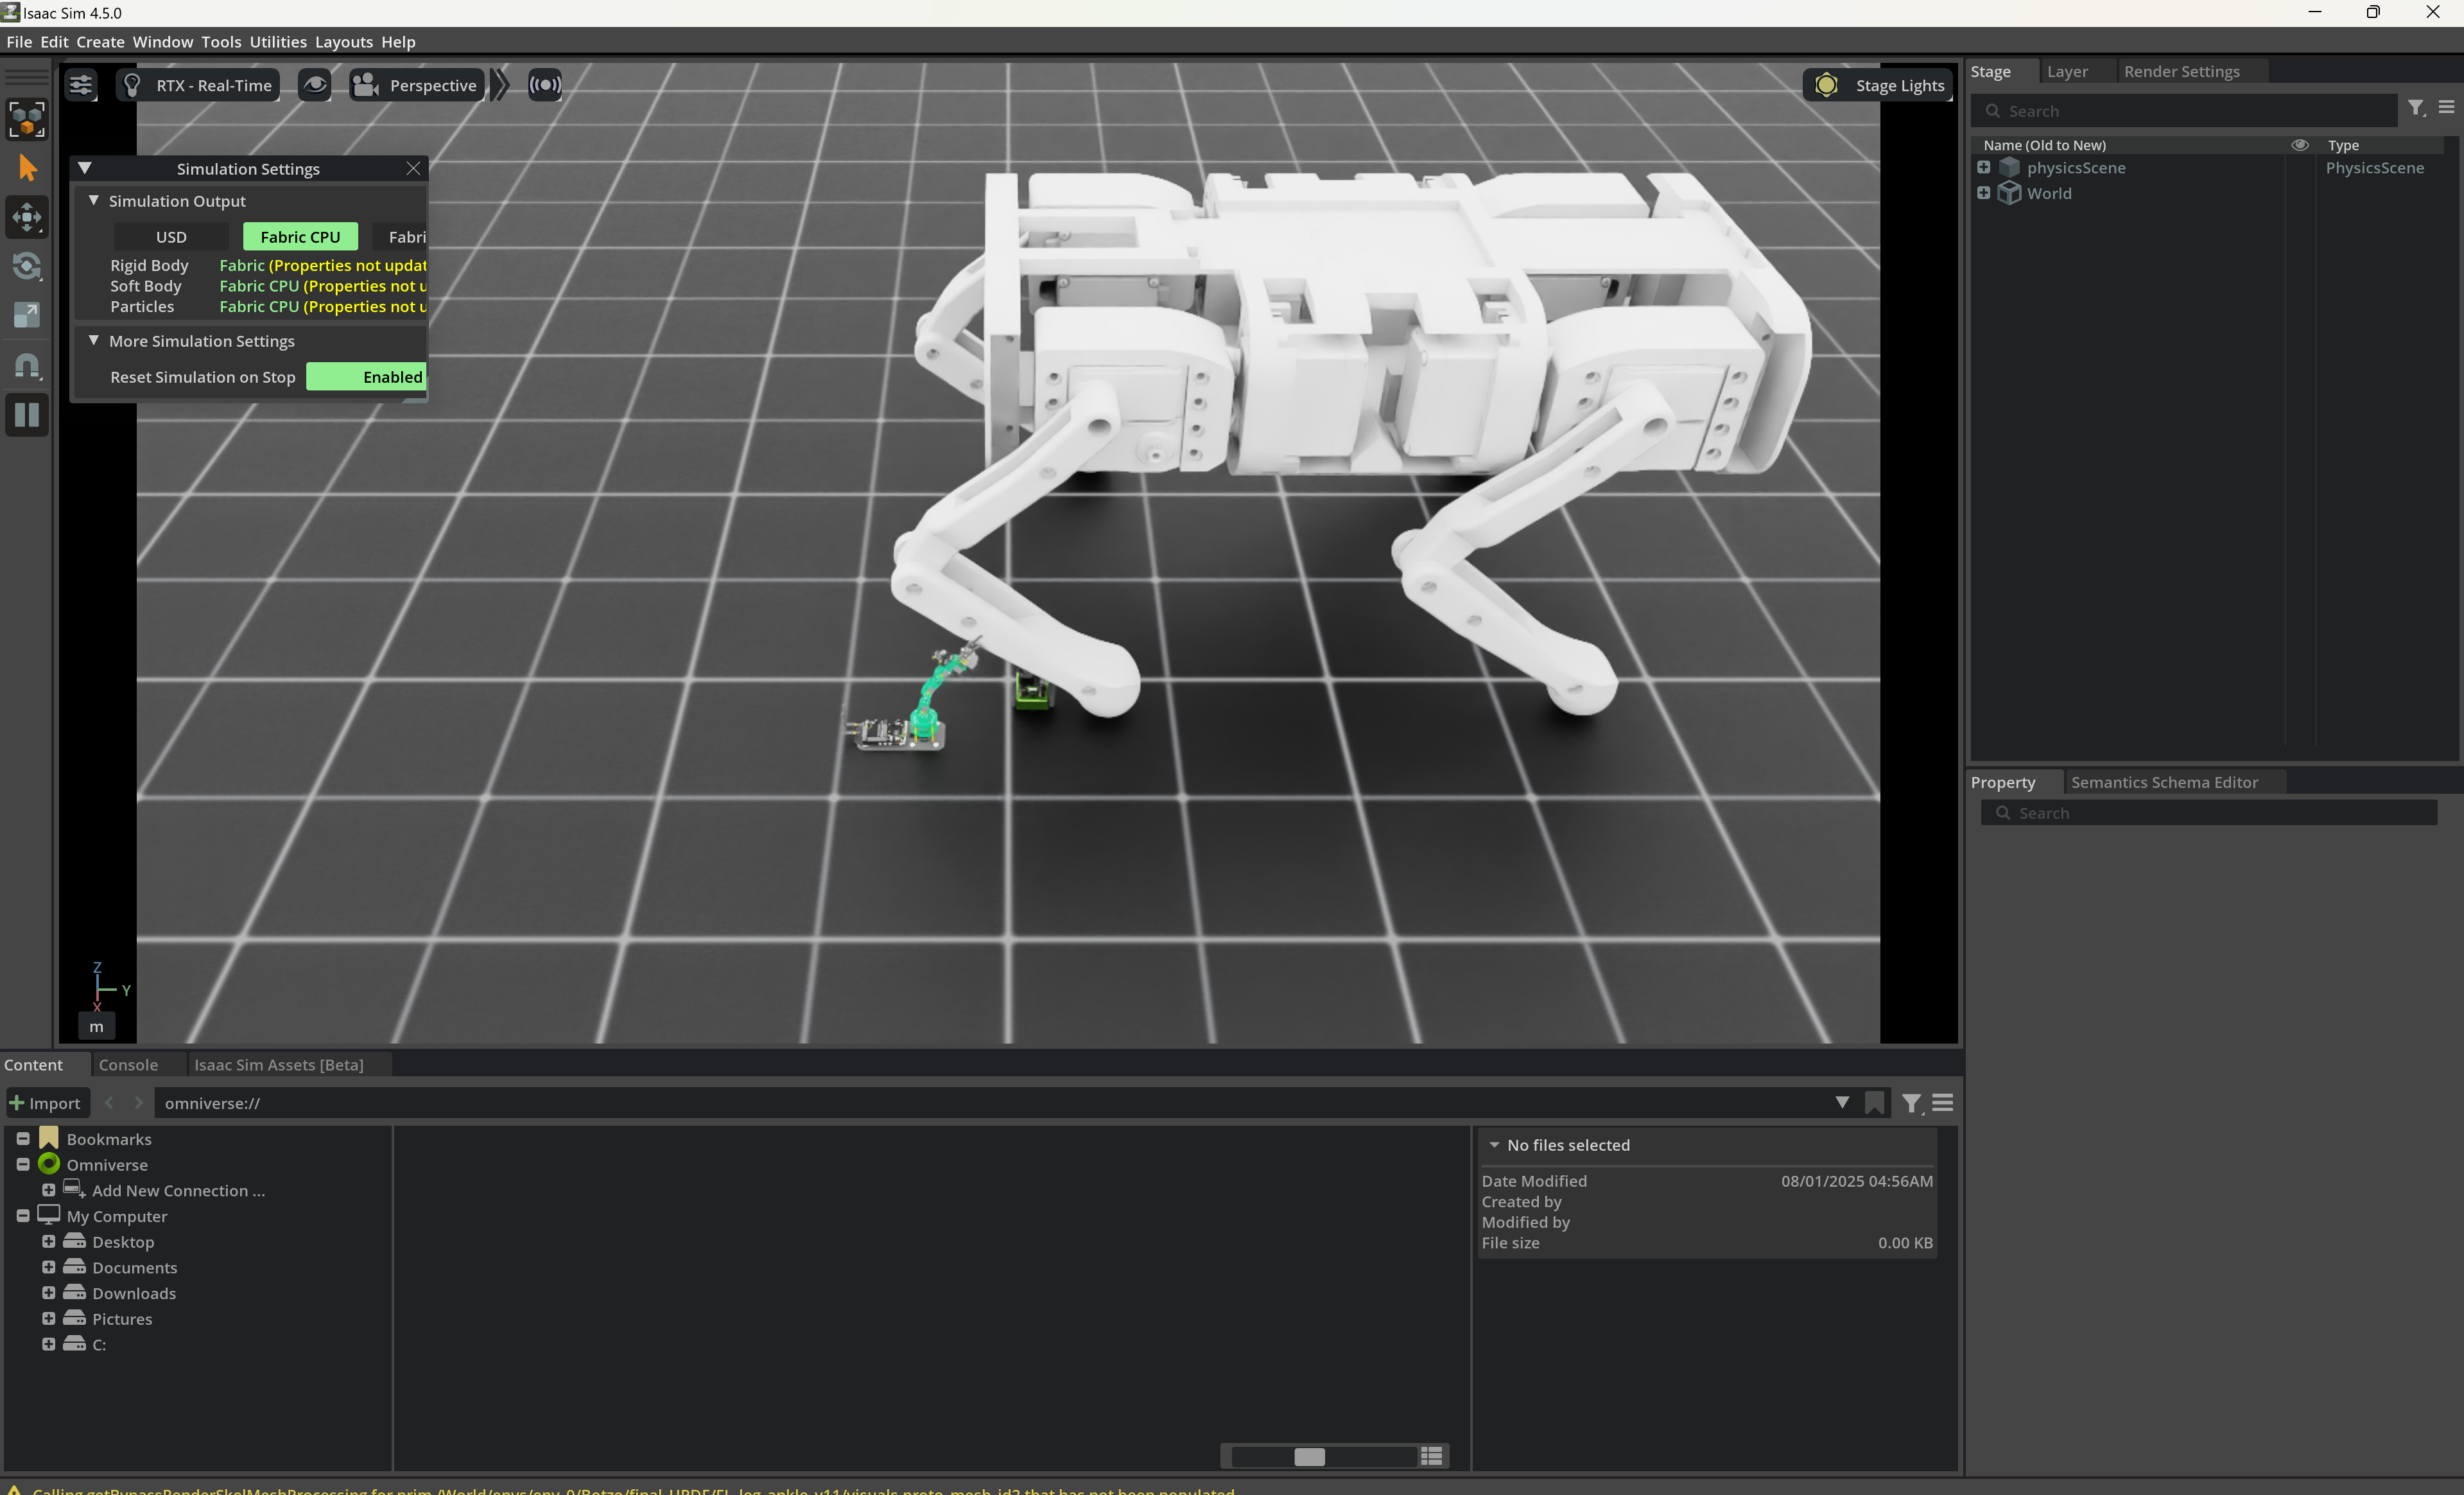 Isaac Sim 4.5.0
File Edit Create Window Tools Utilities Layouts Help
RTX - Real-Time
Perspective
Stage Lights
Simulation Settings
Simulation Output
USD
Fabric CPU
Fabri
Rigid Body Fabric (Properties not updat
Soft Body Fabric CPU (Properties not u
Particles Fabric CPU (Properties not u
More Simulation Settings
Reset Simulation on Stop Enabled
Z
Y
X
m
Stage Layer Render Settings
Search
Name (Old to New) Type
physicsScene PhysicsScene
World
Property Semantics Schema Editor
Search
Content Console Isaac Sim Assets [Beta]
Import omniverse://
Bookmarks
Omniverse
Add New Connection ...
My Computer
Desktop
Documents
Downloads
Pictures
C:
No files selected
Date Modified 08/01/2025 04:56AM
Created by
Modified by
File size 0.00 KB